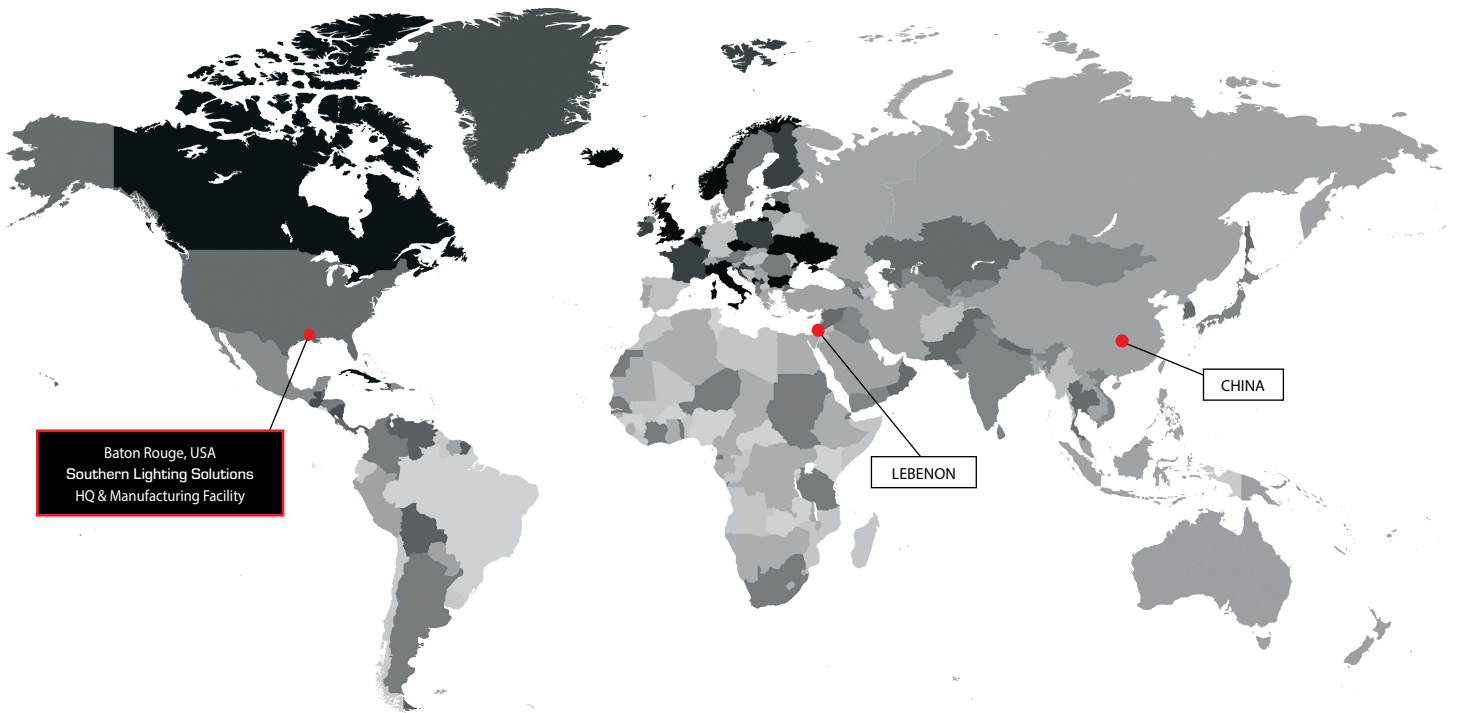 Baton Rouge, USA
Southern Lighting Solutions
HQ & Manufacturing Facility
LEBENON
CHINA